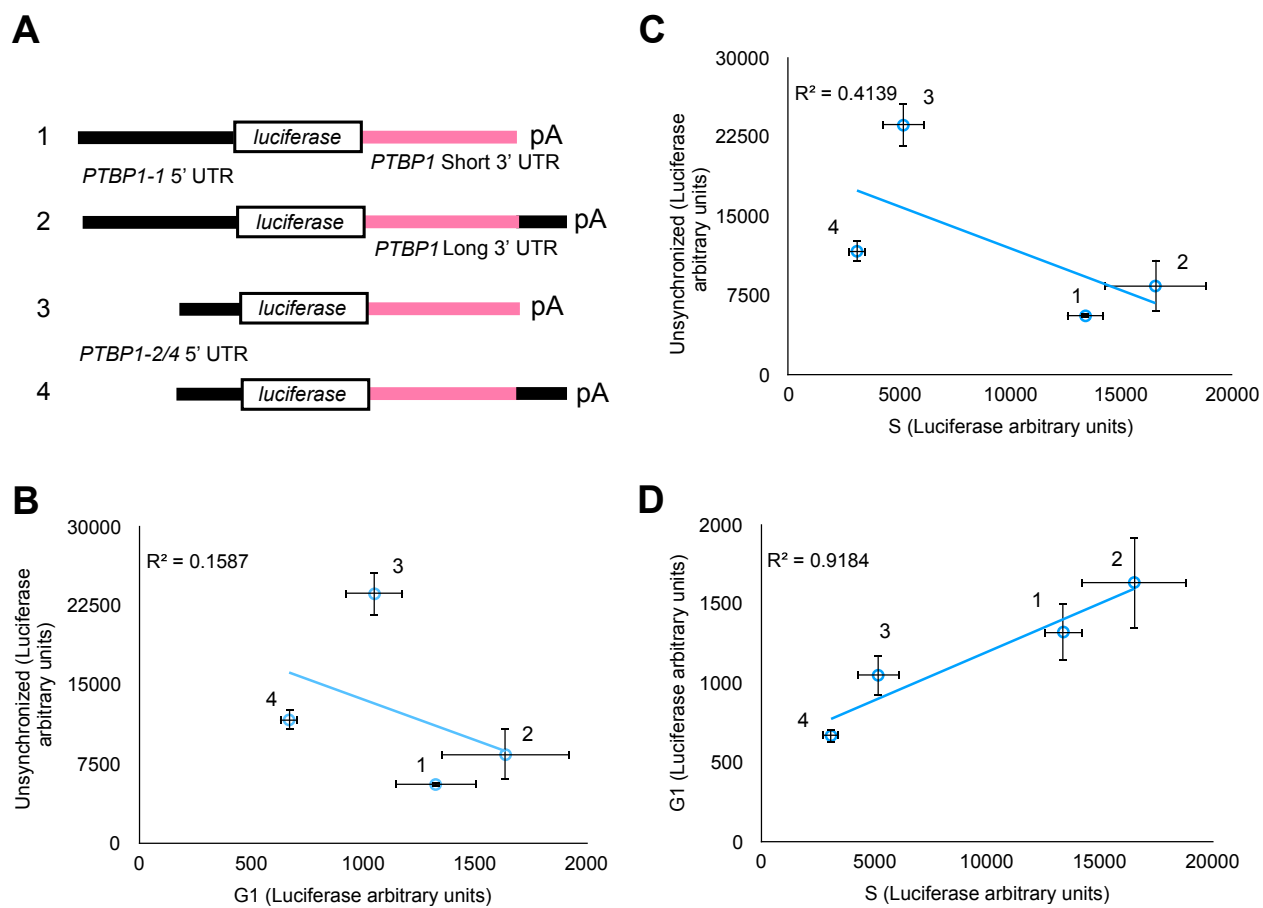 A
1
luciferase
pA
PTBP1-1 5’ UTR
PTBP1 Short 3’ UTR
2
luciferase
pA
PTBP1 Long 3’ UTR
3
luciferase
pA
PTBP1-2/4 5’ UTR
4
luciferase
pA
B
30000
22500
15000
7500
0
R² = 0.1587
3
4
2
1
Unsynchronized (Luciferase
arbitrary units)
0
500
1000
1500
2000
G1 (Luciferase arbitrary units)
C
30000
22500
15000
7500
0
R² = 0.4139
3
4
2
1
Unsynchronized (Luciferase
arbitrary units)
0
5000
10000
15000
20000
S (Luciferase arbitrary units)
D
2000
1500
1000
500
0
R² = 0.9184
2
1
3
4
G1 (Luciferase arbitrary units)
0
5000
10000
15000
20000
S (Luciferase arbitrary units)